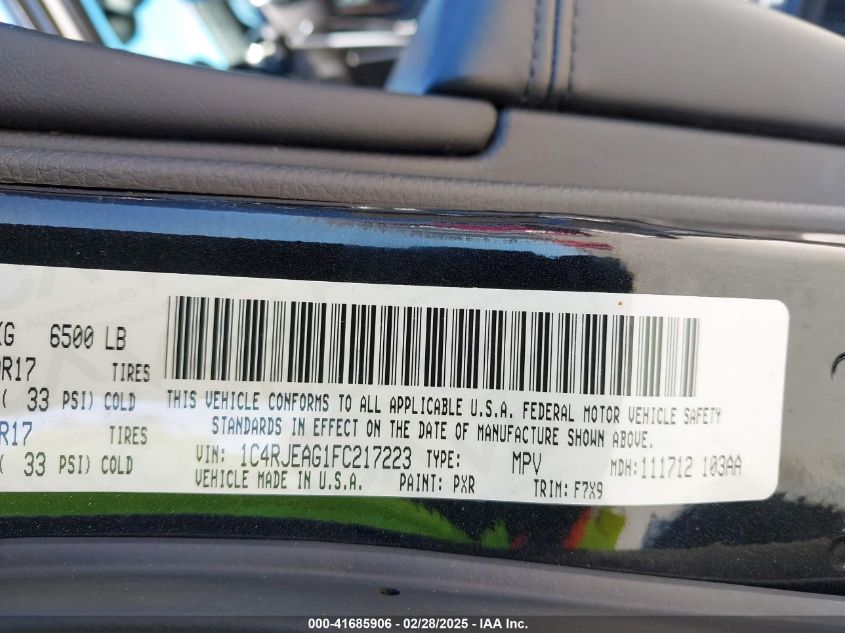 KG 6500 LB
R17 TIRES
( 33 PSI) COLD
R17 TIRES
( 33 PSI) COLD
THIS VEHICLE CONFORMS TO ALL APPLICABLE U.S.A. FEDERAL MOTOR VEHICLE SAFETY
STANDARDS IN EFFECT ON THE DATE OF MANUFACTURE SHOWN ABOVE.
VIN: 1C4RJEAG1FC217223 TYPE: MPV MDH:111712 103AA
VEHICLE MADE IN U.S.A. PAINT: PXR TRIM: F7X9
000-41685906 - 02/28/2025 - IAA Inc.